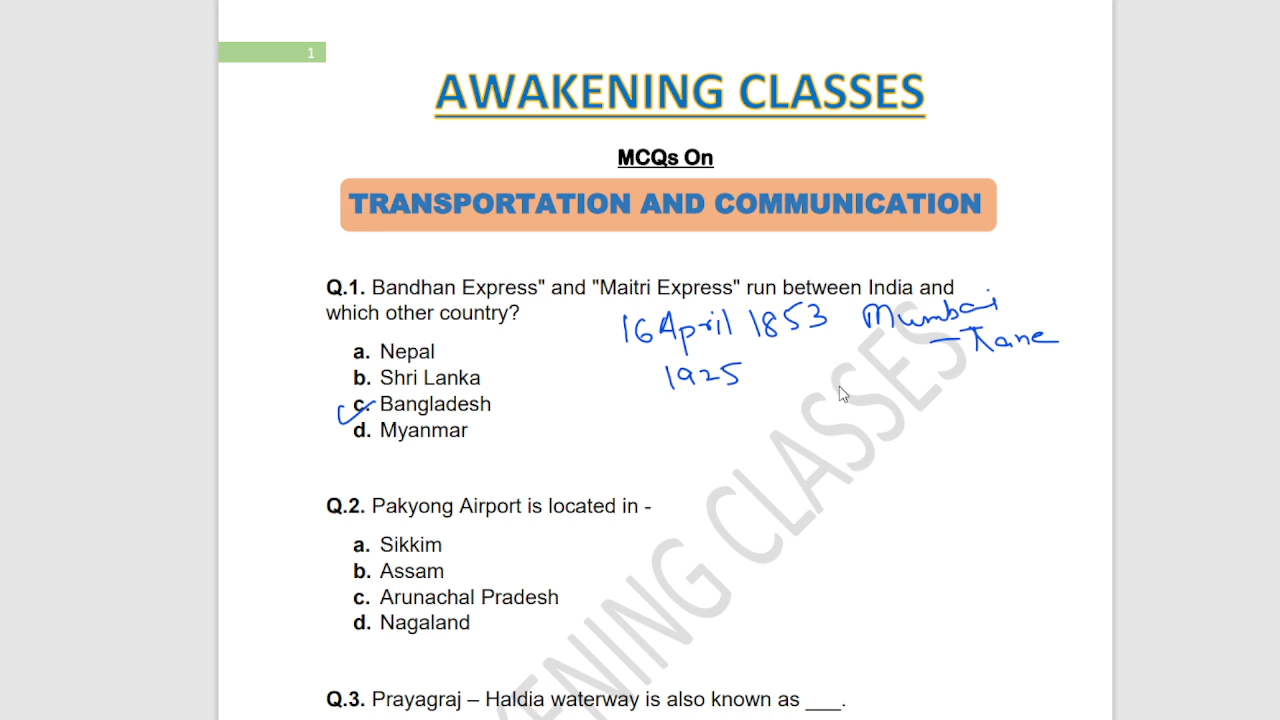 1
AWAKENING CLASSES
MCQs On
TRANSPORTATION AND COMMUNICATION
Q.1. Bandhan Express" and "Maitri Express" run between India and
which other country?
16 April 1853 Mumbai
– Tane
1925
a. Nepal
b. Shri Lanka
c. Bangladesh
d. Myanmar
Q.2. Pakyong Airport is located in -
a. Sikkim
b. Assam
c. Arunachal Pradesh
d. Nagaland
Q.3. Prayagraj – Haldia waterway is also known as ___.
ENING CLASSES